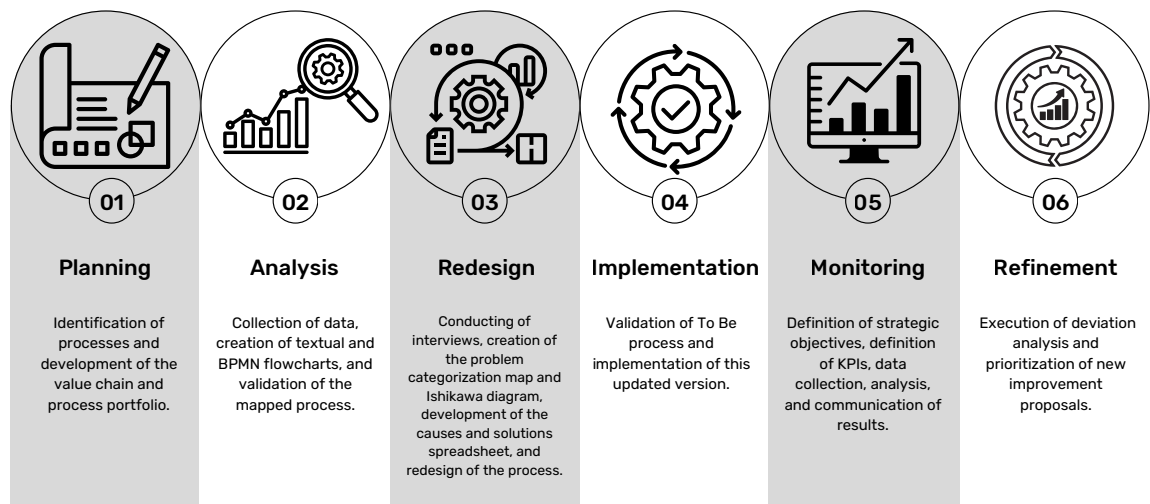 01
Planning
Identification of
processes and
development of the
value chain and
process portfolio.
02
Analysis
Collection of data,
creation of textual and
BPMN flowcharts, and
validation of the
mapped process.
03
Redesign
Conducting of
interviews, creation of
the problem
categorization map and
Ishikawa diagram,
development of the
causes and solutions
spreadsheet, and
redesign of the process.
04
Implementation
Validation of To Be
process and
implementation of this
updated version.
05
Monitoring
Definition of strategic
objectives, definition
of KPIs, data
collection, analysis,
and communication of
results.
06
Refinement
Execution of deviation
analysis and
prioritization of new
improvement
proposals.